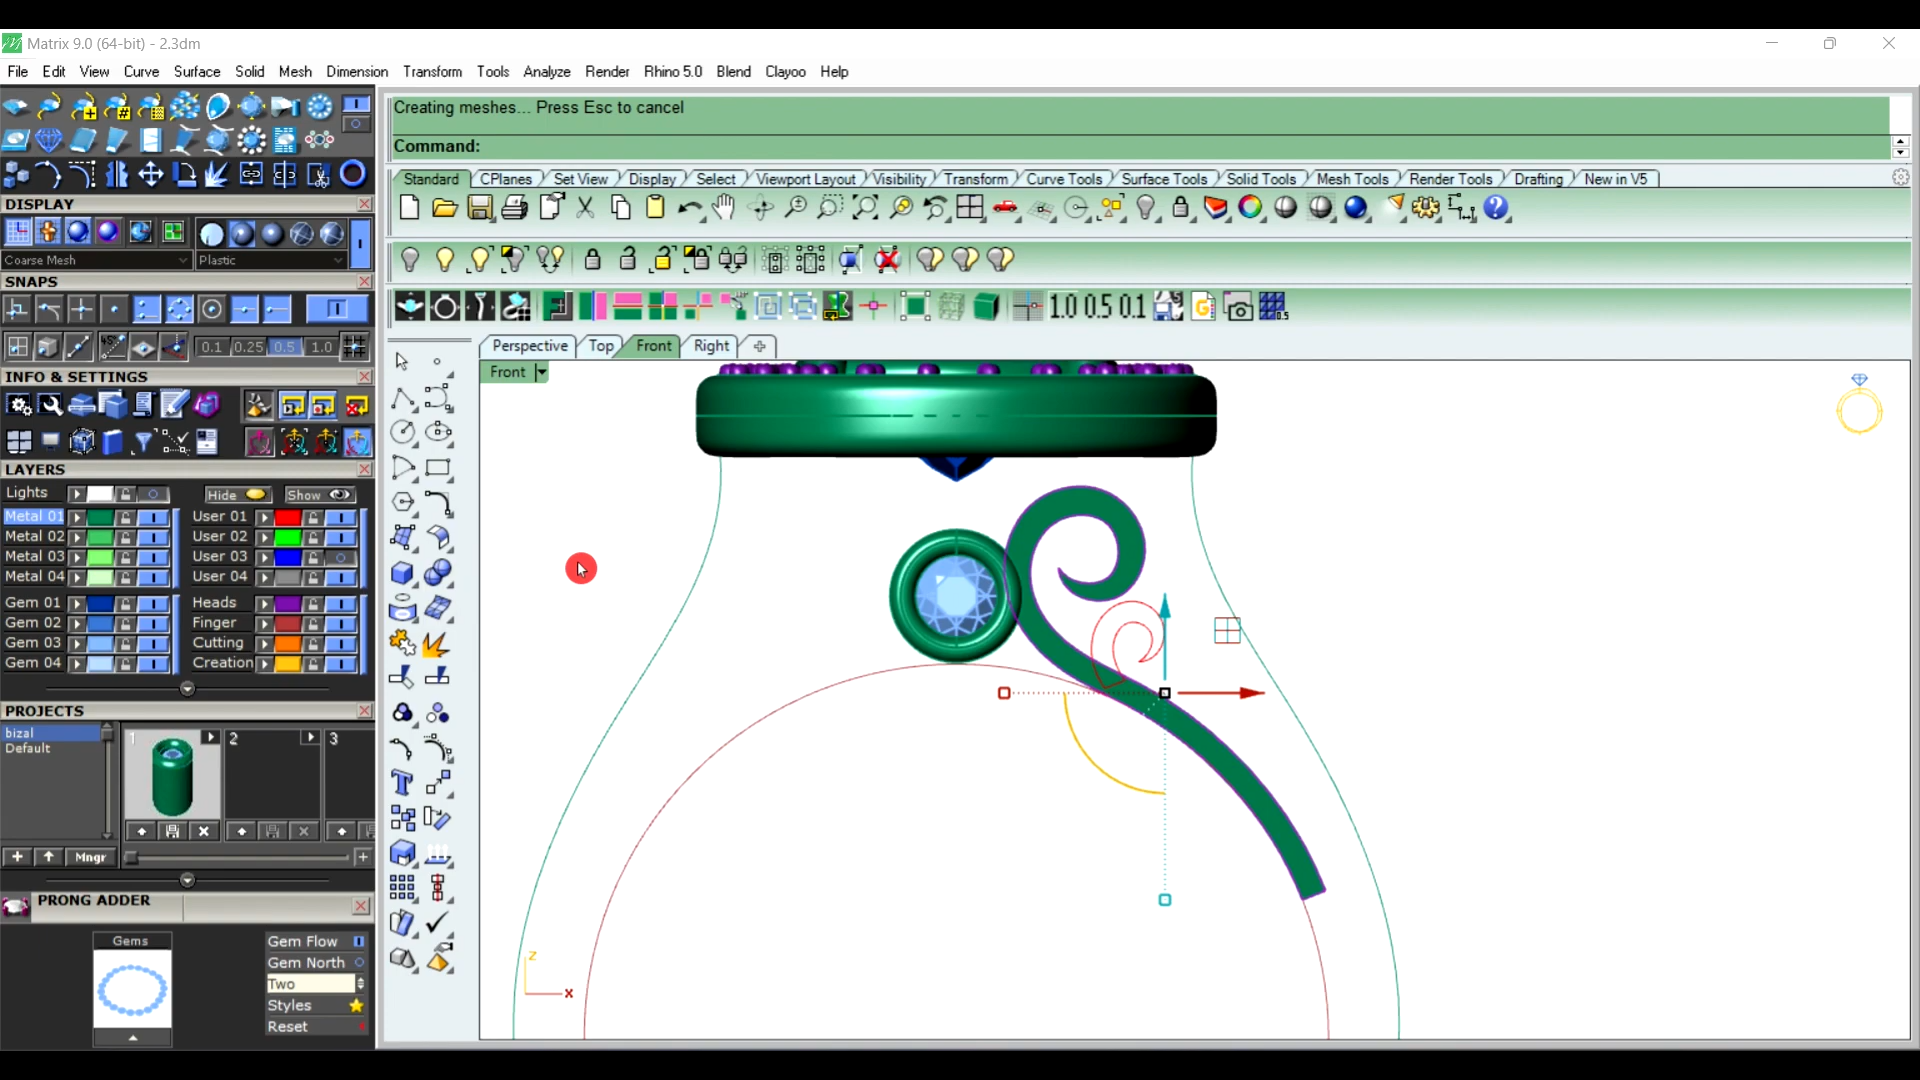 Matrix 9.0 (64-bit) - 2.3dm
File Edit View Curve Surface Solid Mesh Dimension Transform Tools Analyze Render Rhino 5.0 Blend Clayoo Help
Creating meshes... Press Esc to cancel
Command:
Standard CPlanes Set View Display Select Viewport Layout Visibility Transform Curve Tools Surface Tools Solid Tools Mesh Tools Render Tools Drafting New in V5
DISPLAY
Coarse Mesh Plastic
SNAPS
0.1 0.25 0.5 1.0
1.0 0.5 0.1
Perspective Top Front Right
Front
INFO & SETTINGS
LAYERS
Lights Hide Show
Metal 01 User 01
Metal 02 User 02
Metal 03 User 03
Metal 04 User 04
Gem 01 Heads
Gem 02 Finger
Gem 03 Cutting
Gem 04 Creation
PROJECTS
bizal
Default
1 2 3
Mngr
PRONG ADDER
Gems
Gem Flow
Gem North
Two
Styles
Reset
z
x